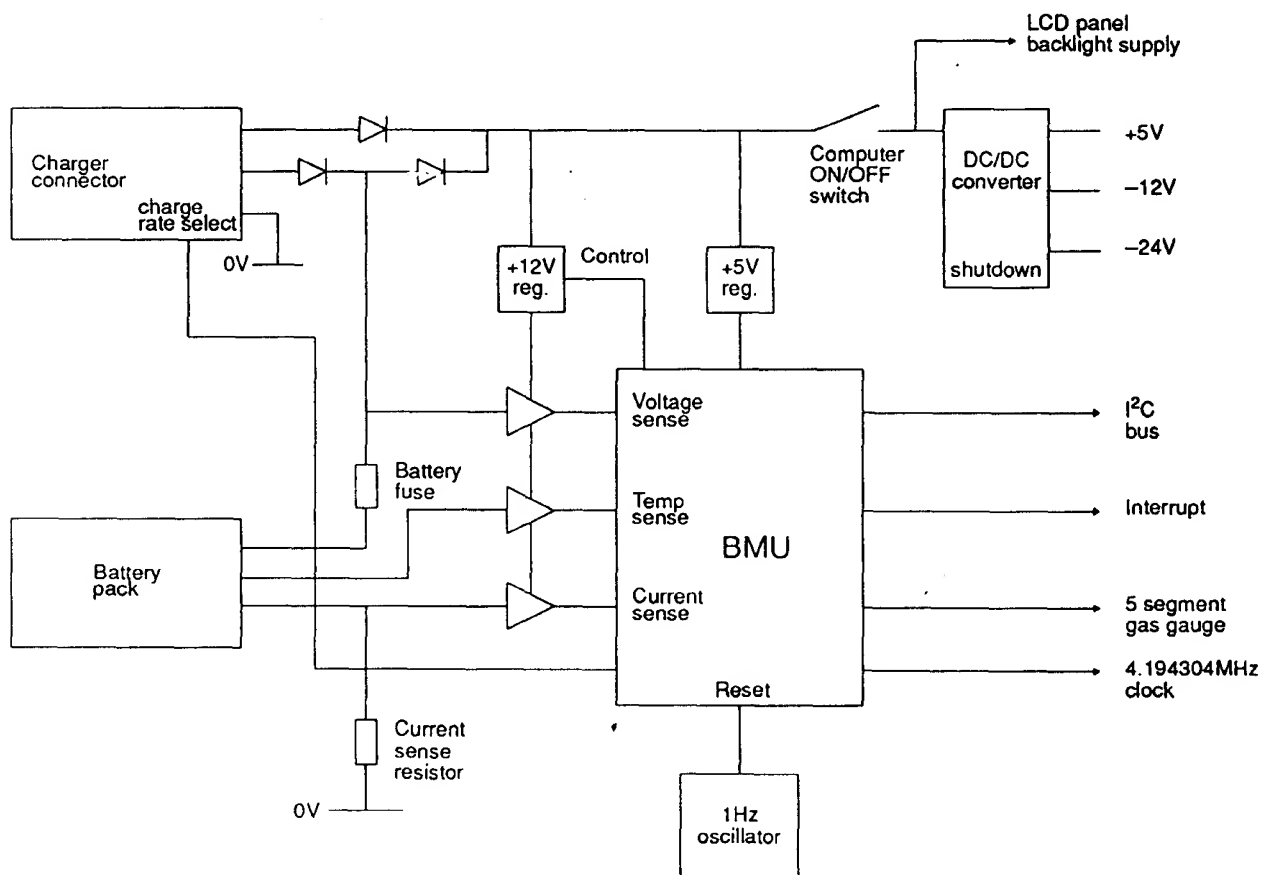 LCD panel
backlight supply
Charger
connector
charge
rate select
0V
Computer
ON/OFF
switch
DC/DC
converter
shutdown
+5V
–12V
–24V
+12V
reg.
Control
+5V
reg.
Voltage
sense
I²C
bus
Battery
fuse
Temp
sense
Interrupt
BMU
Battery
pack
Current
sense
5 segment
gas gauge
Reset
4.194304MHz
clock
Current
sense
resistor
0V
1Hz
oscillator